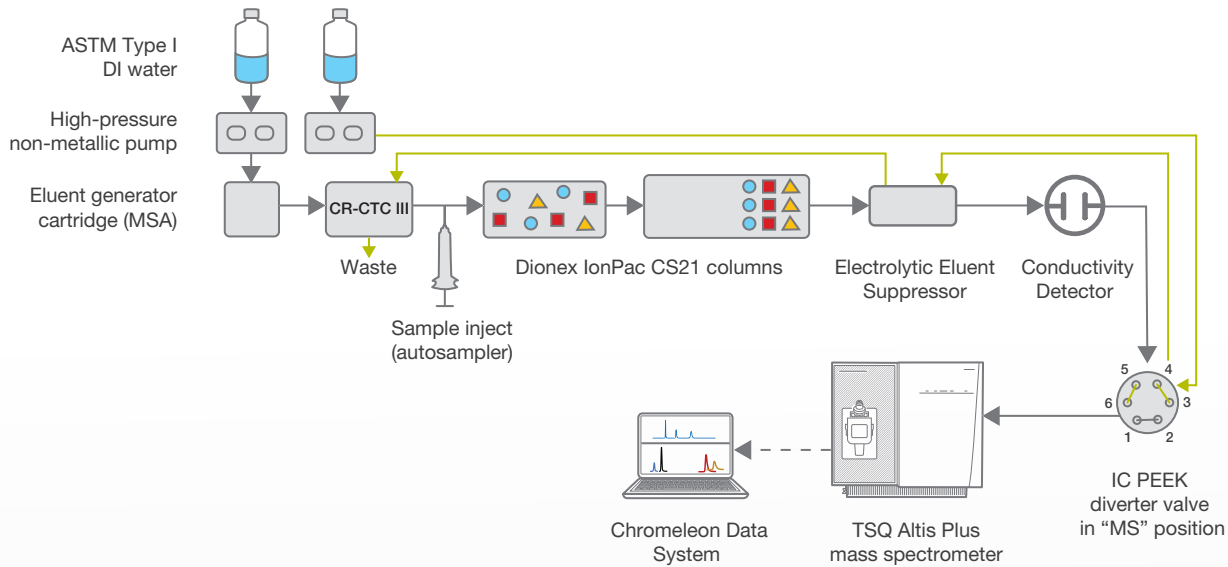 ASTM Type I
DI water
High-pressure
non-metallic pump
Eluent generator
cartridge (MSA)
CR-CTC III
Waste
Sample inject
(autosampler)
Dionex IonPac CS21 columns
Electrolytic Eluent
Suppressor
Conductivity
Detector
5
4
6
3
1
2
IC PEEK
diverter valve
in “MS” position
TSQ Altis Plus
mass spectrometer
Chromeleon Data
System